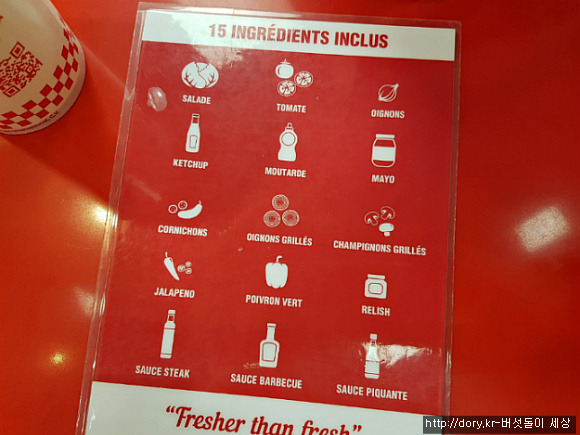 15 INGRÉDIENTS INCLUS
SALADE
TOMATE
OIGNONS
KETCHUP
MOUTARDE
MAYO
CORNICHONS
OIGNONS GRILLÉS
CHAMPIGNONS GRILLÉS
JALAPENO
POIVRON VERT
RELISH
SAUCE STEAK
SAUCE BARBECUE
SAUCE PIQUANTE
“Fresher than fresh”
http://dory.kr-버섯돌이 세상